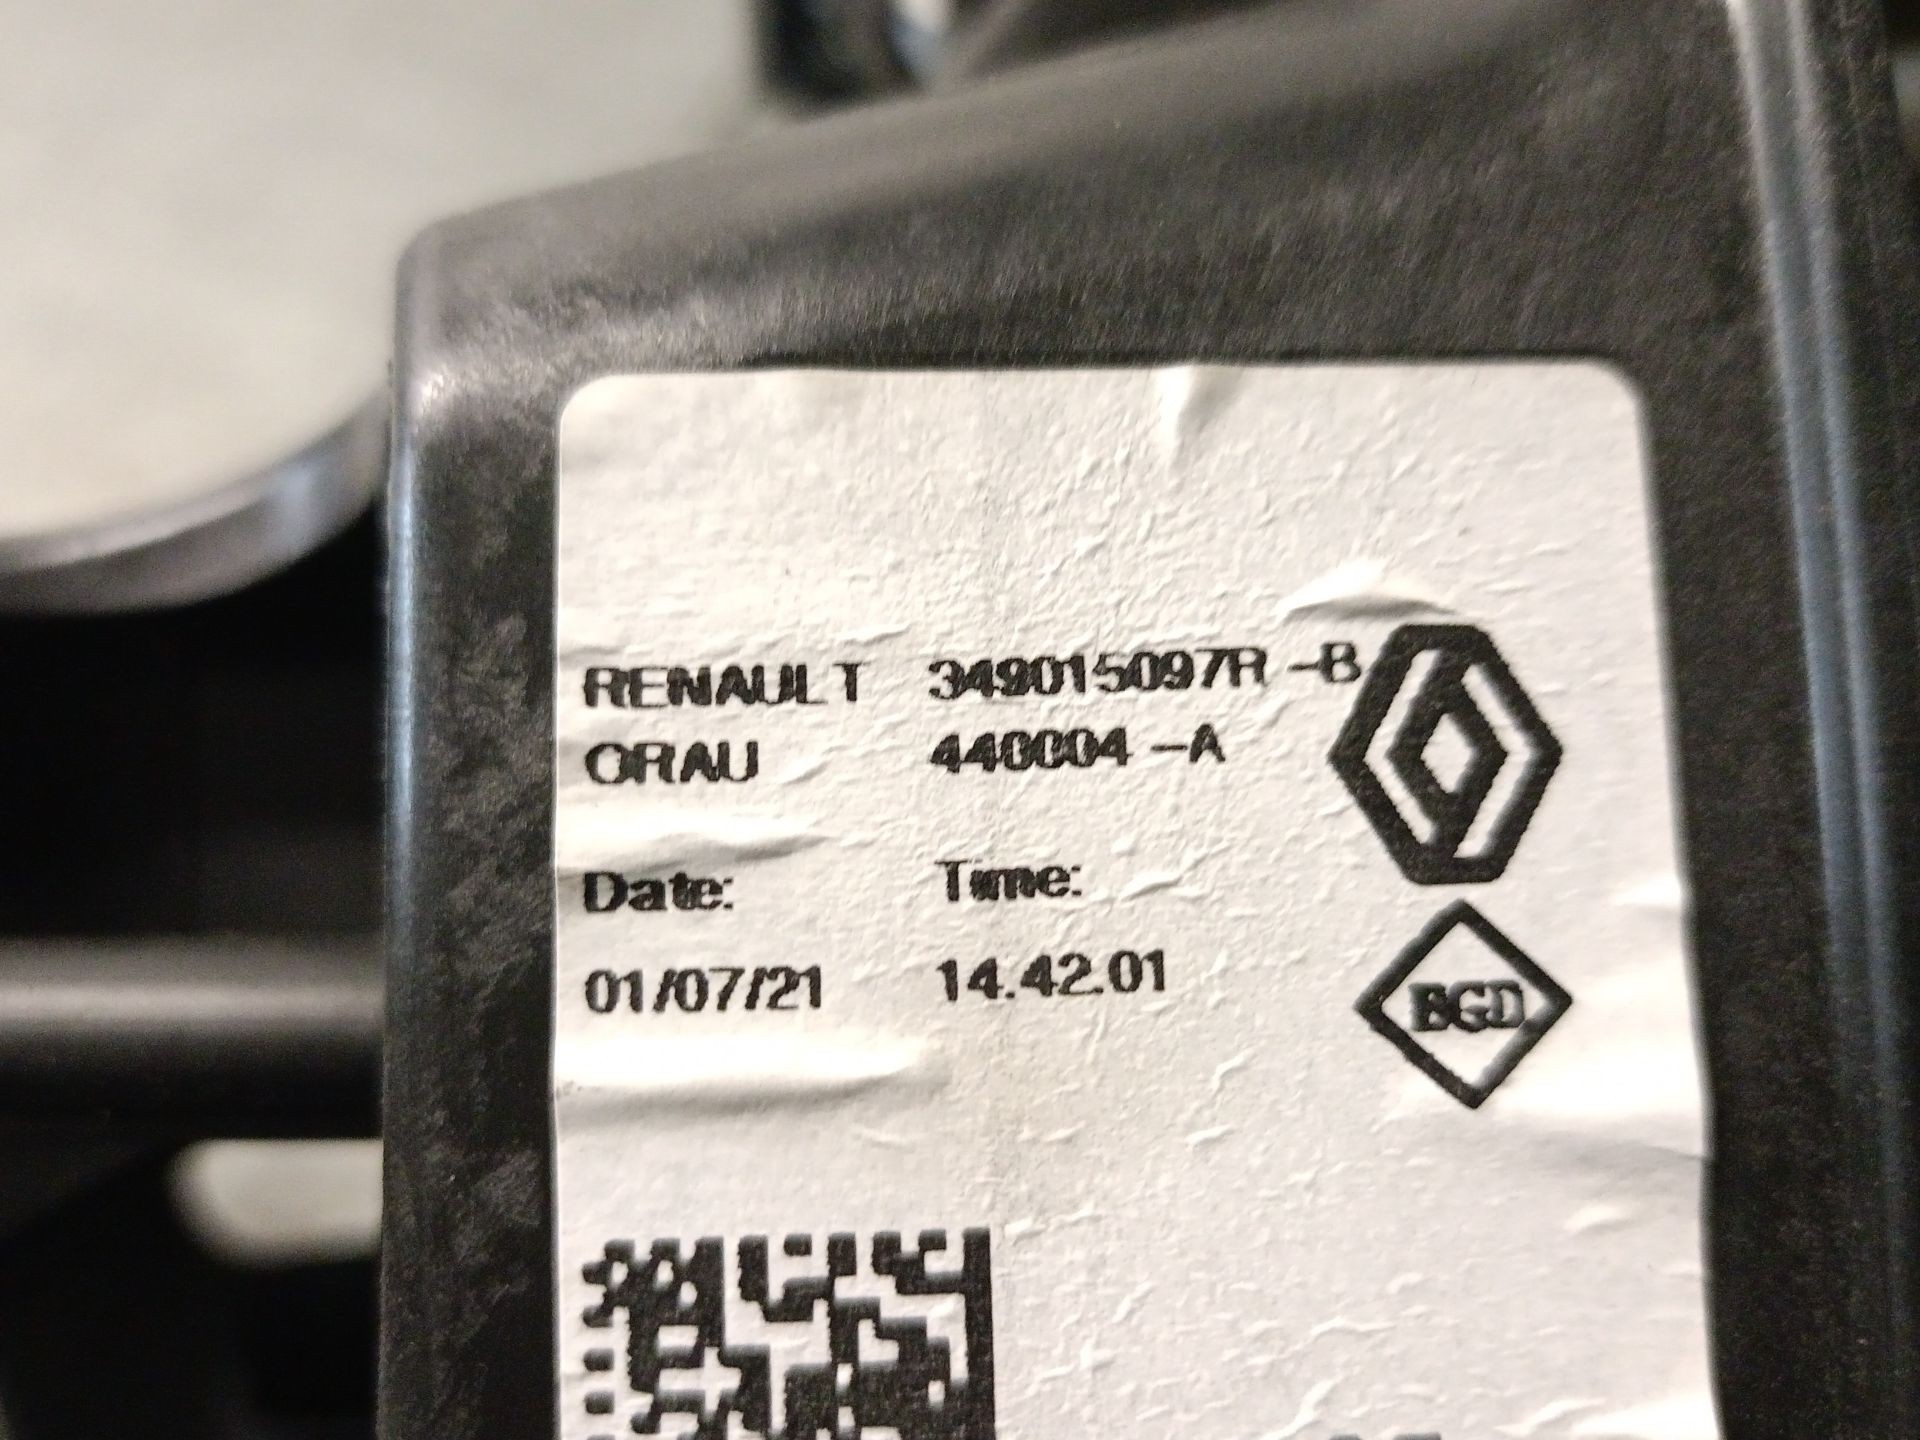 RENAULT 349015097R -B
ORAU 440004 -A
Date: Time:
01/07/21 14.42.01
BGD